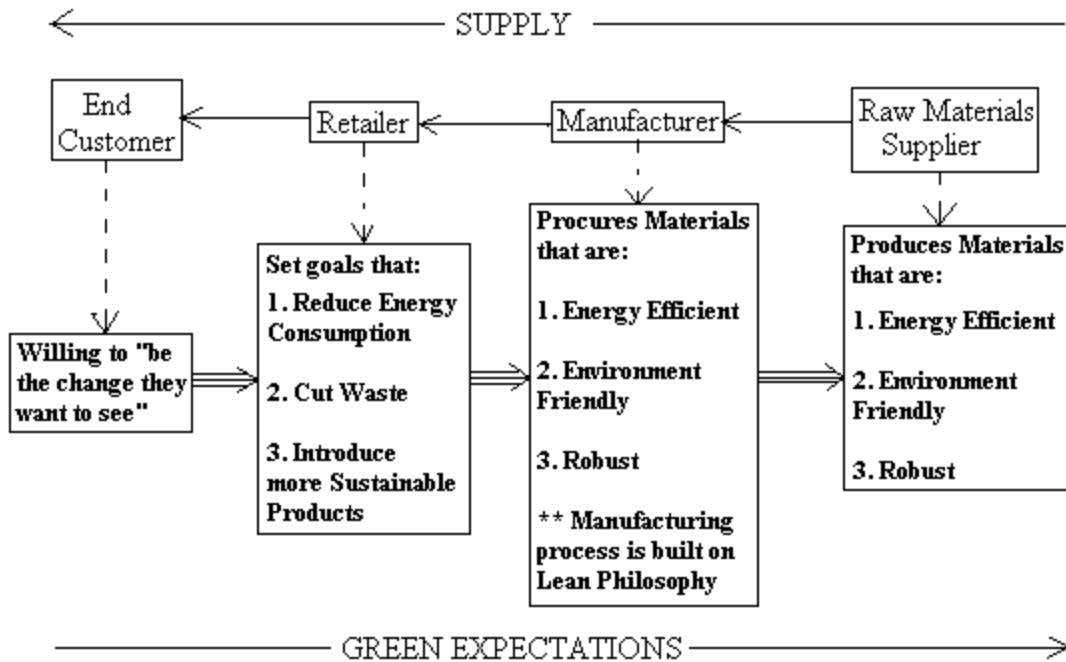 SUPPLY
End
Customer
Retailer
Manufacturer
Raw Materials
Supplier
Willing to "be
the change they
want to see"
Set goals that:
1. Reduce Energy
Consumption
2. Cut Waste
3. Introduce
more Sustainable
Products
Procures Materials
that are:
1. Energy Efficient
2. Environment
Friendly
3. Robust
** Manufacturing
process is built on
Lean Philosophy
Produces Materials
that are:
1. Energy Efficient
2. Environment
Friendly
3. Robust
GREEN EXPECTATIONS